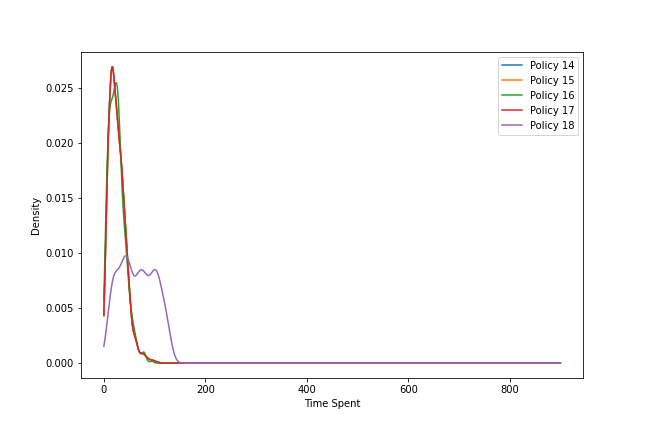 Policy 14
Policy 15
Policy 16
Policy 17
Policy 18
0.025
0.020
0.015
0.010
0.005
0.000
Density
0
200
400
600
800
Time Spent